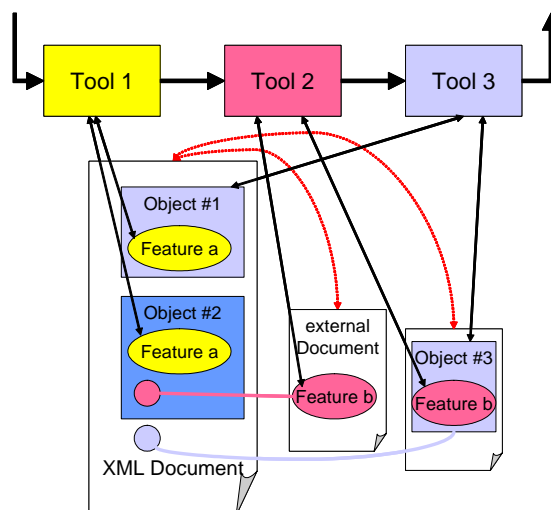 Tool 1
Tool 2
Tool 3
Object #1
Feature a
Object #2
Feature a
external
Document
Feature b
Object #3
Feature b
XML Document